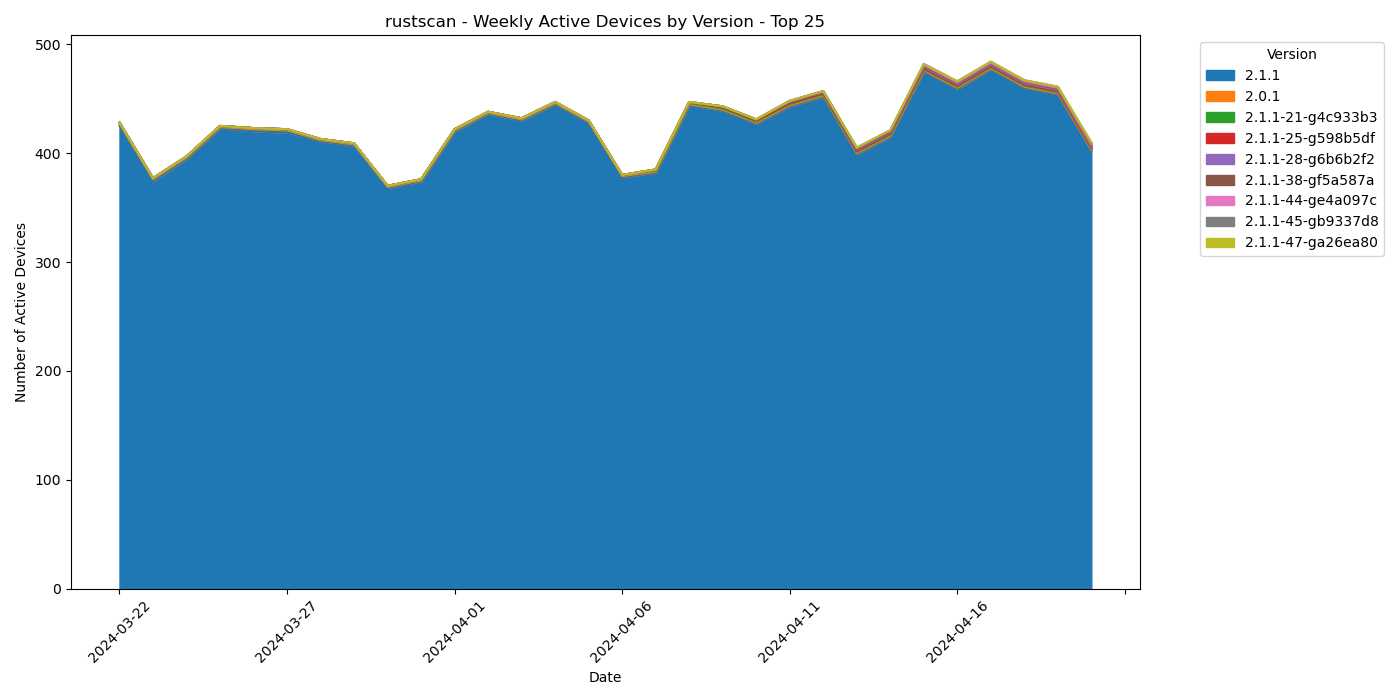 rustscan - Weekly Active Devices by Version - Top 25
Number of Active Devices
500
400
300
200
100
0
2024-03-22
2024-03-27
2024-04-01
2024-04-06
2024-04-11
2024-04-16
Date
Version
2.1.1
2.0.1
2.1.1-21-g4c933b3
2.1.1-25-g598b5df
2.1.1-28-g6b6b2f2
2.1.1-38-gf5a587a
2.1.1-44-ge4a097c
2.1.1-45-gb9337d8
2.1.1-47-ga26ea80